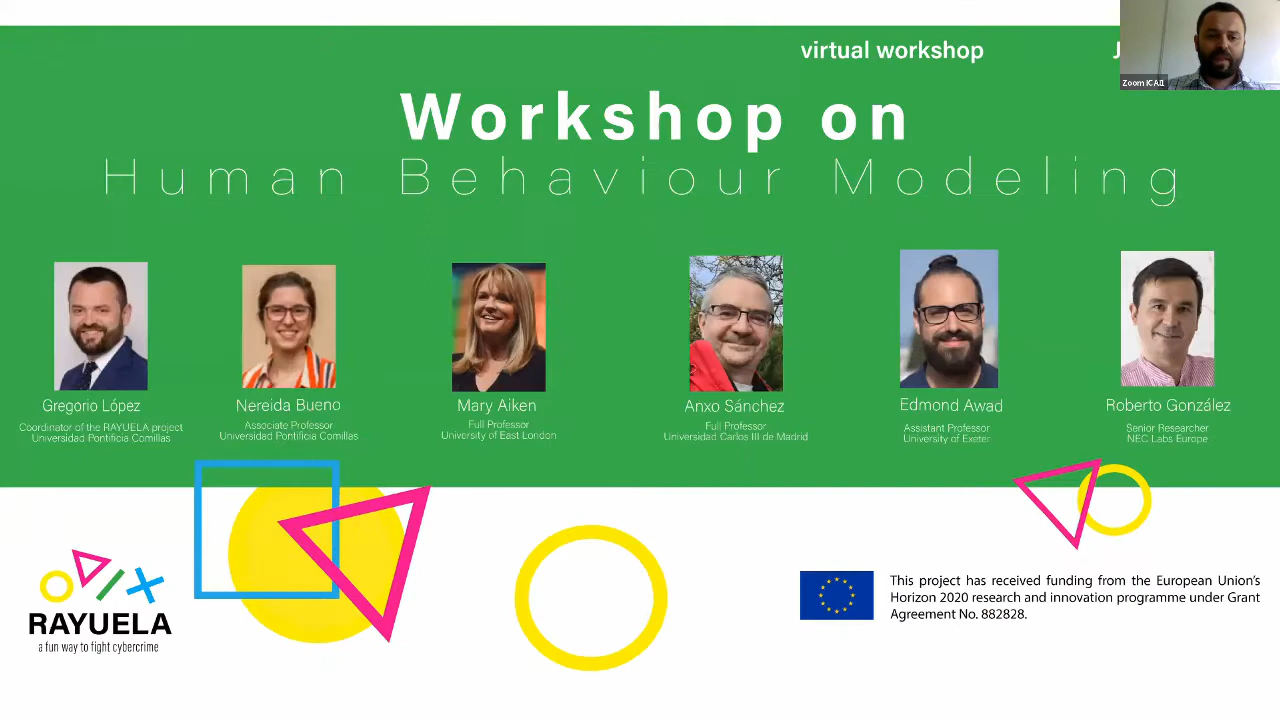 virtual workshop
Zoom ICAI1
Workshop on
Human Behaviour Modeling
Gregorio López
Coordinator of the RAYUELA project
Universidad Pontificia Comillas
Nereida Bueno
Associate Professor
Universidad Pontificia Comillas
Mary Aiken
Full Professor
University of East London
Anxo Sánchez
Full Professor
Universidad Carlos III de Madrid
Edmond Awad
Assistant Professor
University of Exeter
Roberto González
Senior Researcher
NEC Labs Europe
RAYUELA
a fun way to fight cybercrime
This project has received funding from the European Union's
Horizon 2020 research and innovation programme under Grant
Agreement No. 882828.